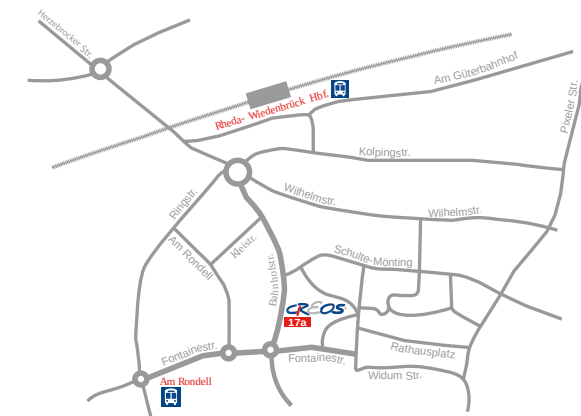 Herzebrocker Str.
Am Güterbahnhof
Pixeler Str.
Rheda- Wiedenbrück Hbf.
Kolpingstr.
Wilhelmstr.
Wilhelmstr.
Ringstr.
Am Rondell
Kleistr.
Bahnhofstr.
Schulte-Mönting
CREOS
17a
Fontainestr.
Fontainestr.
Rathausplatz
Widum Str.
Am Rondell